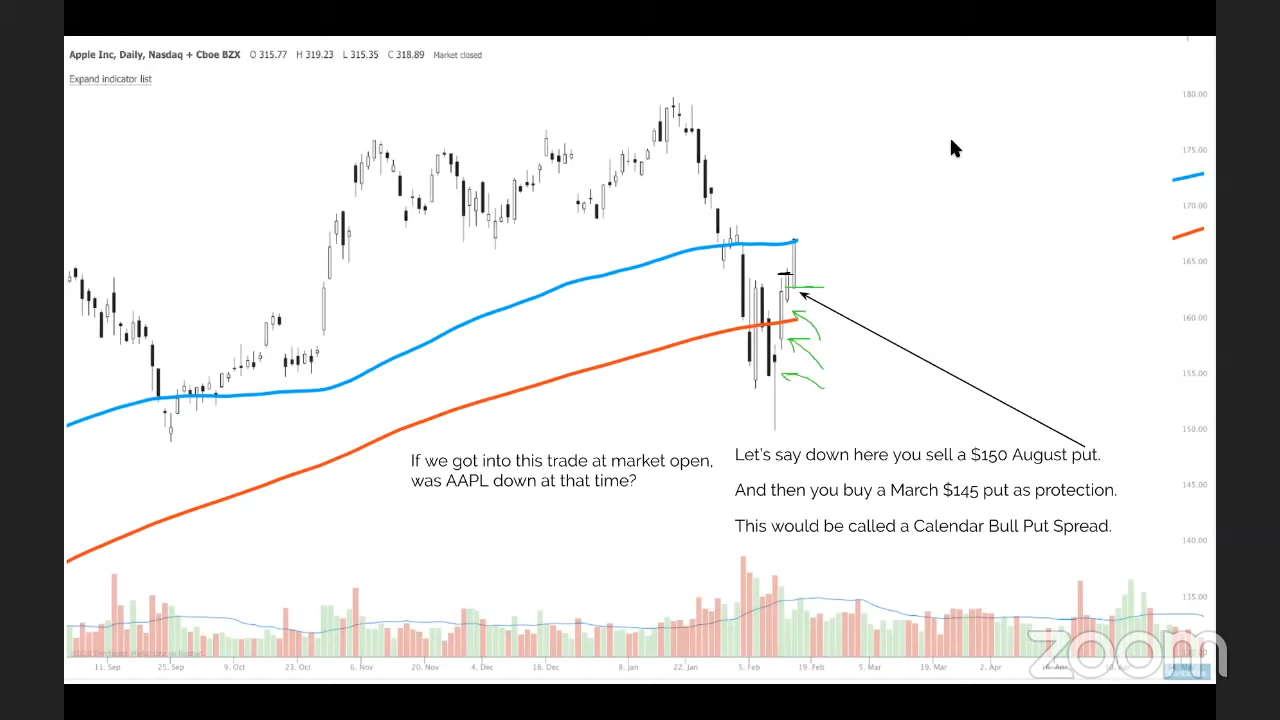 Apple Inc, Daily, Nasdaq + Cboe BZX O 315.77 H 319.23 L 315.35 C 318.89 Market closed
Expand indicator list
180.00
175.00
170.00
165.00
160.00
155.00
150.00
145.00
140.00
135.00
If we got into this trade at market open,
was AAPL down at that time?
Let's say down here you sell a $150 August put.
And then you buy a March $145 put as protection.
This would be called a Calendar Bull Put Spread.
11. Sep 25. Sep 9. Oct 23. Oct 6. Nov 20. Nov 4. Dec 18. Dec 8. Jan 22. Jan 5. Feb 19. Feb 5. Mar 19. Mar 2. Apr 16. Apr
zoom